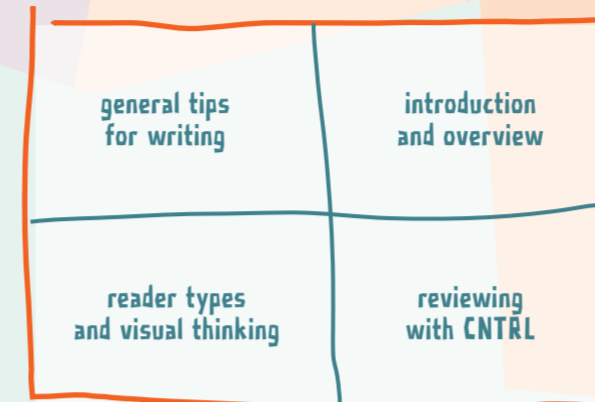 general tips
for writing
introduction
and overview
reader types
and visual thinking
reviewing
with CNTRL